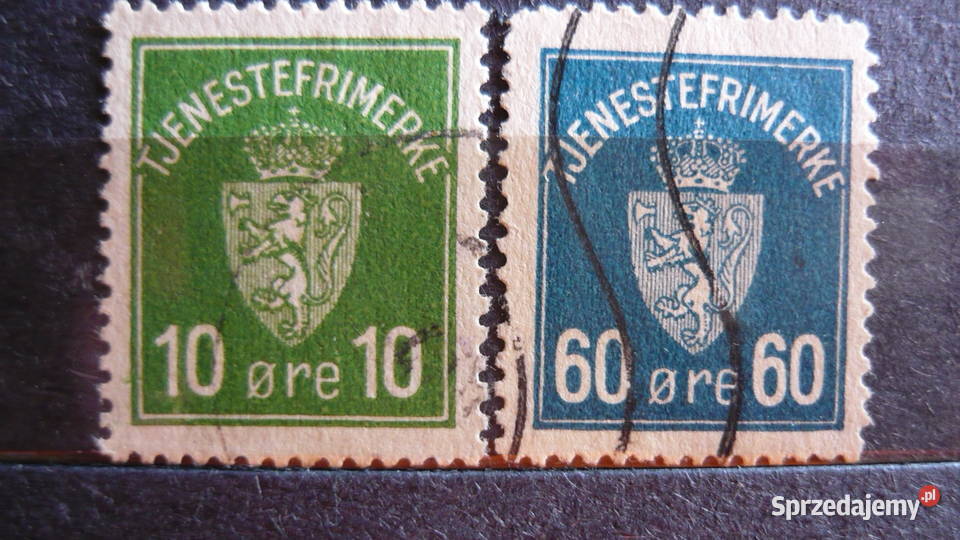 TJENESTEFRIMERKE
10 øre 10
TJENESTEFRIMERKE
60 øre 60
Sprzedajemy.pl